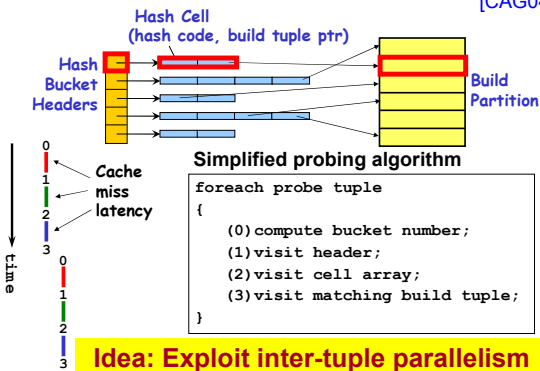 [CAG04
Hash Cell
(hash code, build tuple ptr)
Hash
Bucket
Headers
Build
Partition
Simplified probing algorithm
0
1
2
3
Cache
miss
latency
time
0
1
2
3
foreach probe tuple
{
(0)compute bucket number;
(1)visit header;
(2)visit cell array;
(3)visit matching build tuple;
}
Idea: Exploit inter-tuple parallelism